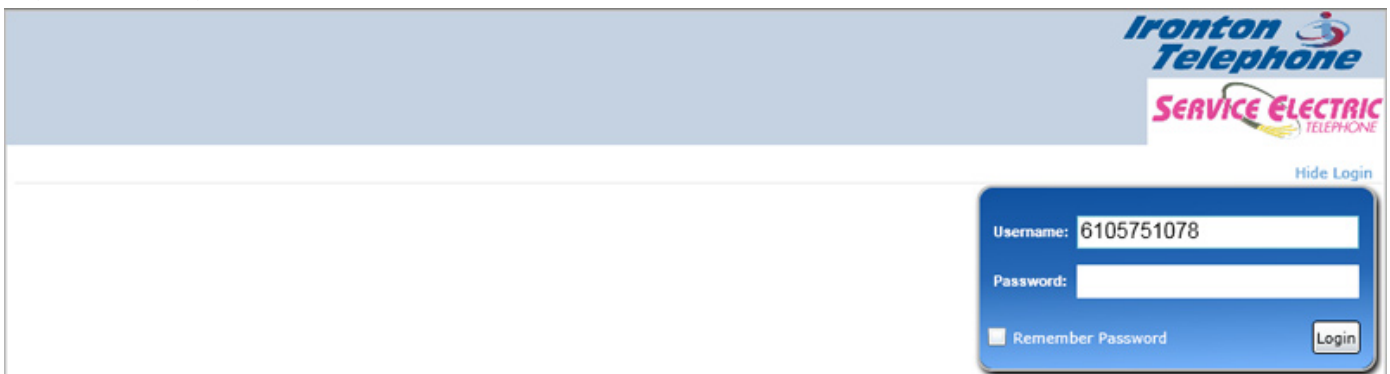 Ironton
Telephone
SERVICE ELECTRIC
TELEPHONE
Hide Login
Username: 6105751078
Password:
Remember Password Login